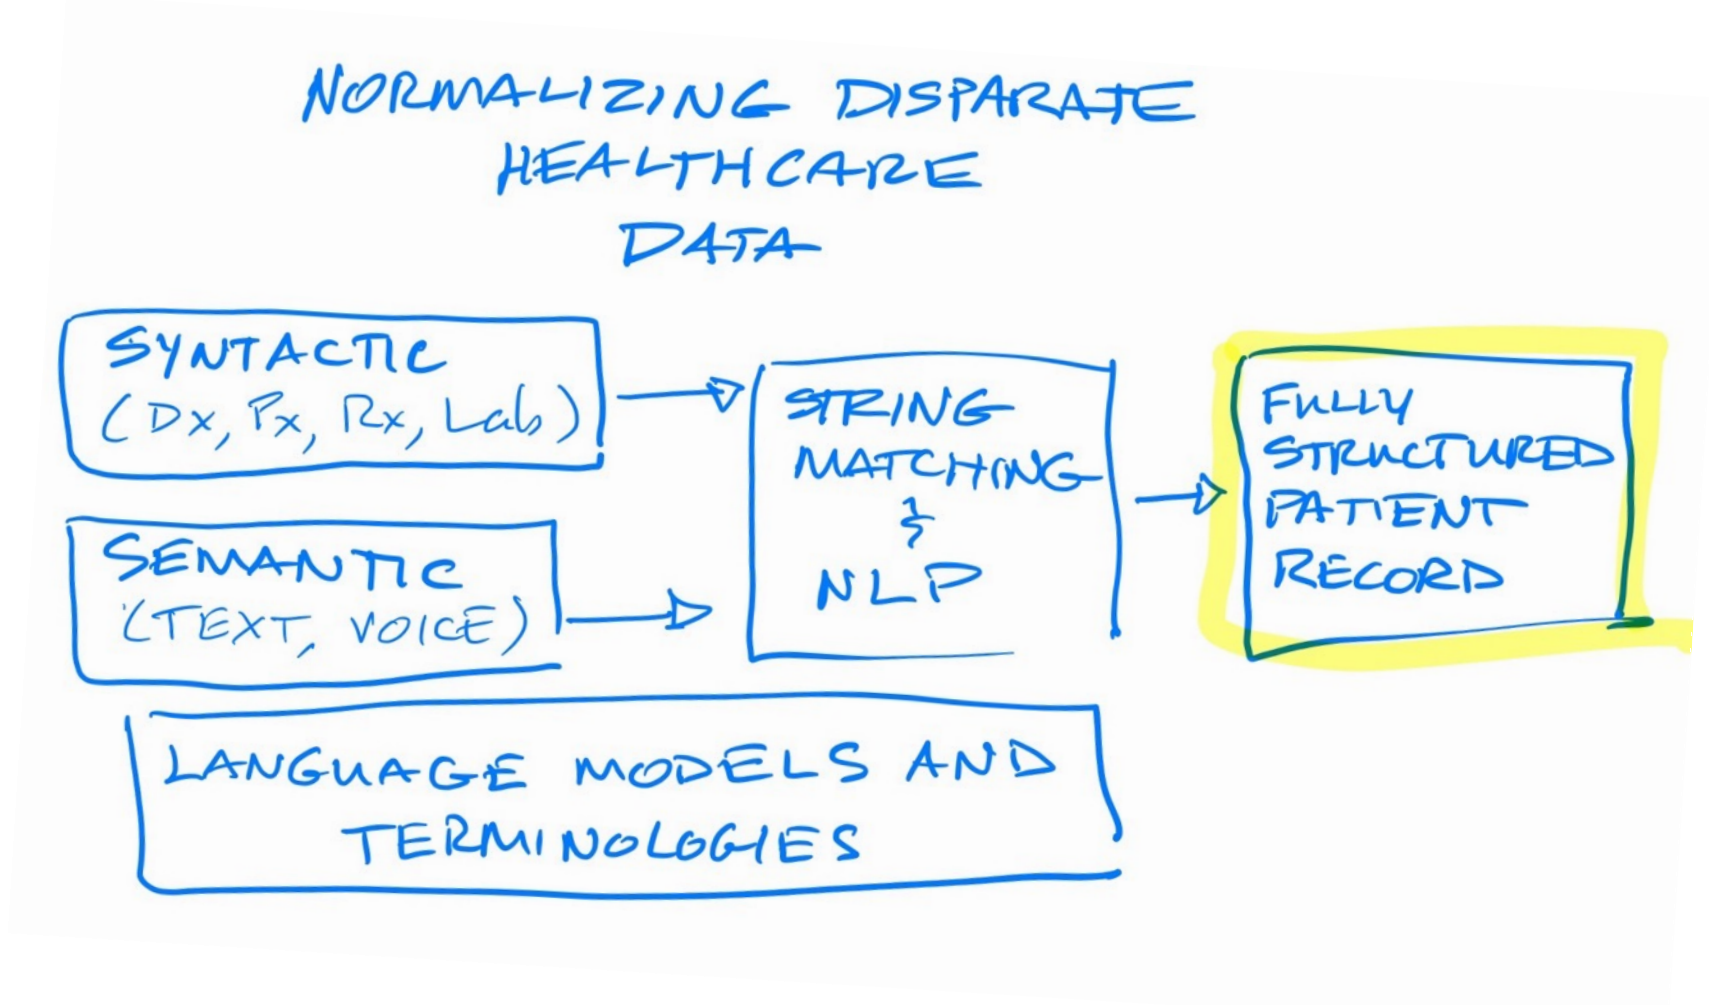 NORMALIZING DISPARATE
HEALTHCARE
DATA
SYNTACTIC
(Dx, Px, Rx, Lab)
SEMANTIC
(TEXT, VOICE)
STRING
MATCHING
&
NLP
FULLY
STRUCTURED
PATIENT
RECORD
LANGUAGE MODELS AND
TERMINOLOGIES